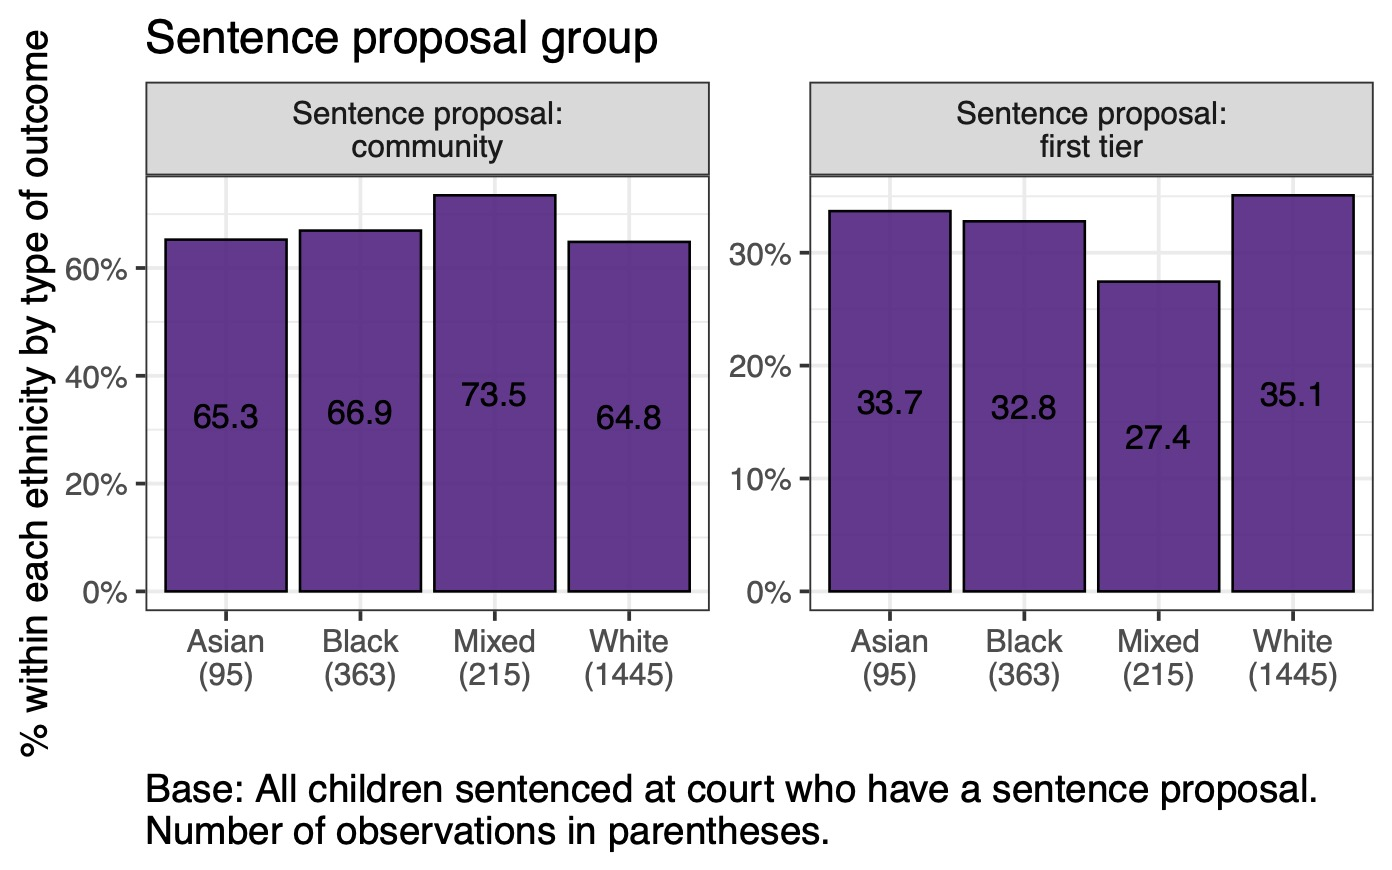 Sentence proposal group
% within each ethnicity by type of outcome
Sentence proposal:
community
60%
40%
20%
0%
65.3
66.9
73.5
64.8
Asian
(95)
Black
(363)
Mixed
(215)
White
(1445)
Sentence proposal:
first tier
30%
20%
10%
0%
33.7
32.8
27.4
35.1
Asian
(95)
Black
(363)
Mixed
(215)
White
(1445)
Base: All children sentenced at court who have a sentence proposal.
Number of observations in parentheses.